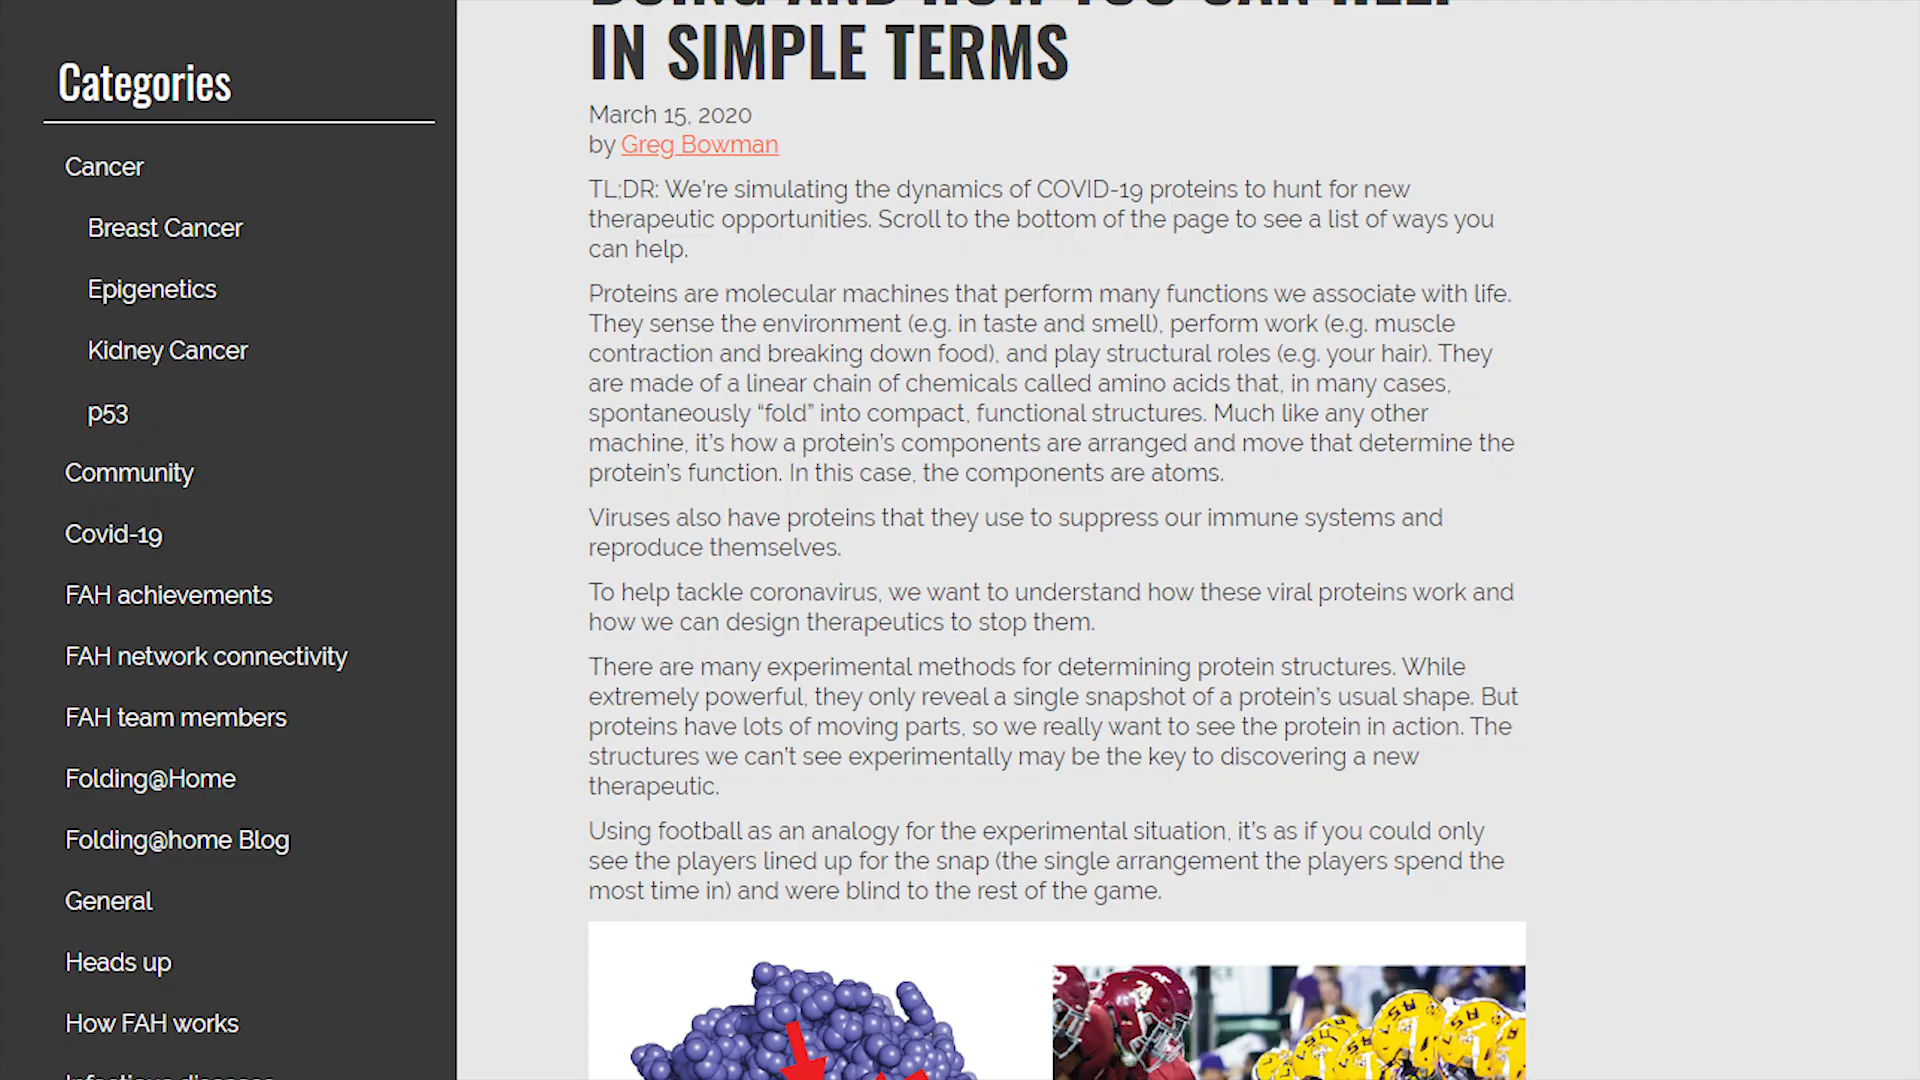 DOING AND HOW YOU CAN HELP
IN SIMPLE TERMS
March 15, 2020
by Greg Bowman
TL;DR: We’re simulating the dynamics of COVID-19 proteins to hunt for new
therapeutic opportunities. Scroll to the bottom of the page to see a list of ways you
can help.
Proteins are molecular machines that perform many functions we associate with life.
They sense the environment (e.g. in taste and smell), perform work (e.g. muscle
contraction and breaking down food), and play structural roles (e.g. your hair). They
are made of a linear chain of chemicals called amino acids that, in many cases,
spontaneously “fold” into compact, functional structures. Much like any other
machine, it’s how a protein’s components are arranged and move that determine the
protein’s function. In this case, the components are atoms.
Viruses also have proteins that they use to suppress our immune systems and
reproduce themselves.
To help tackle coronavirus, we want to understand how these viral proteins work and
how we can design therapeutics to stop them.
There are many experimental methods for determining protein structures. While
extremely powerful, they only reveal a single snapshot of a protein’s usual shape. But
proteins have lots of moving parts, so we really want to see the protein in action. The
structures we can’t see experimentally may be the key to discovering a new
therapeutic.
Using football as an analogy for the experimental situation, it’s as if you could only
see the players lined up for the snap (the single arrangement the players spend the
most time in) and were blind to the rest of the game.
Categories
Cancer
Breast Cancer
Epigenetics
Kidney Cancer
p53
Community
Covid-19
FAH achievements
FAH network connectivity
FAH team members
Folding@Home
Folding@home Blog
General
Heads up
How FAH works
Infectious diseases
74